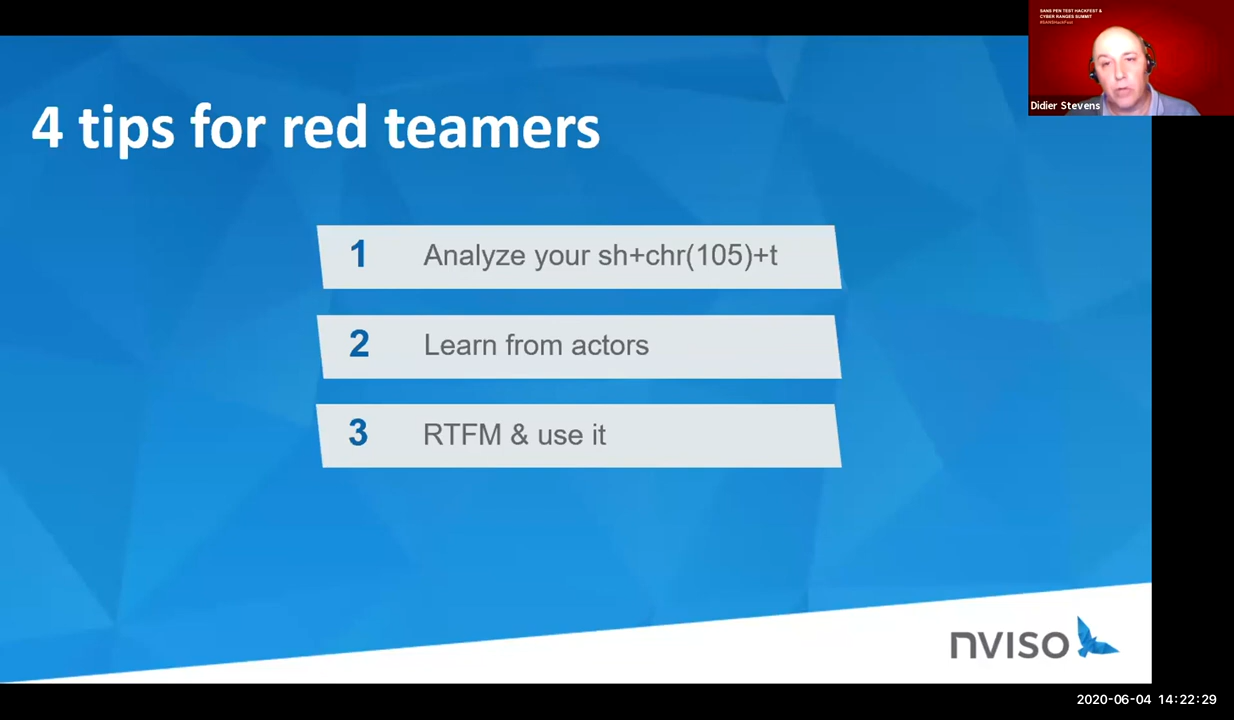 SANS PEN TEST HACKFEST &
CYBER RANGES SUMMIT
#SANSHackFest
Didier Stevens
4 tips for red teamers
1 Analyze your sh+chr(105)+t
2 Learn from actors
3 RTFM & use it
nviso
2020-06-04 14:22:29